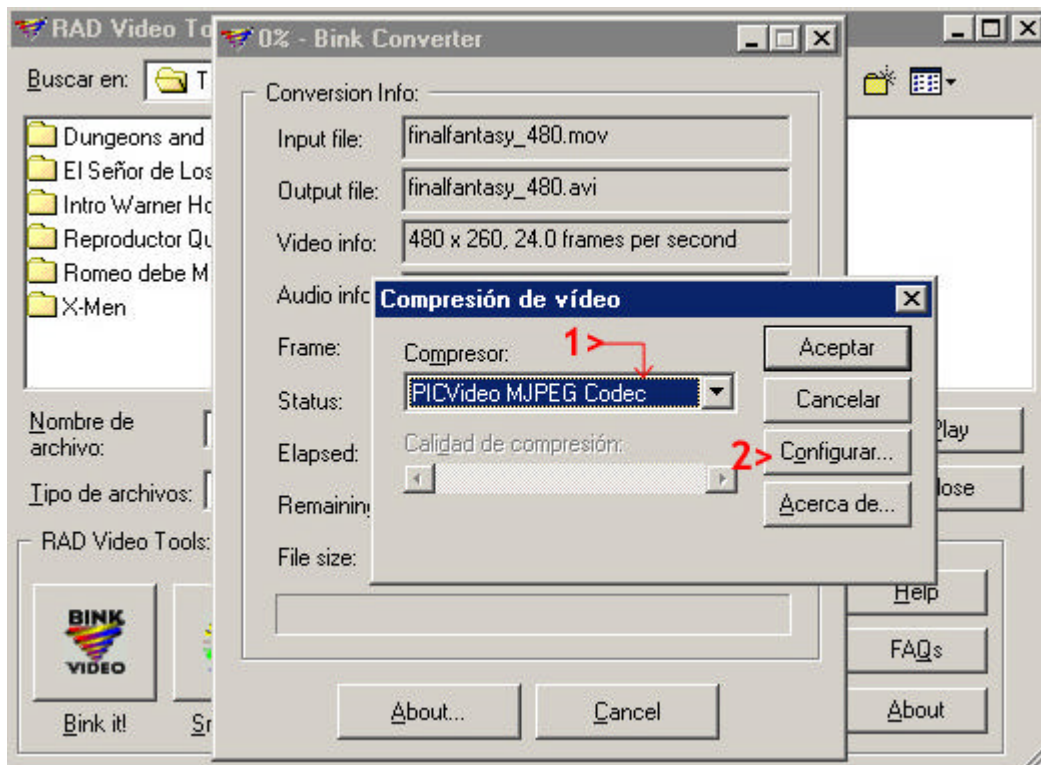 RAD Video To
Buscar en: T
Dungeons and
El Señor de Los
Intro Warner Ho
Reproductor Qu
Romeo debe M
X-Men
Nombre de
archivo:
Tipo de archivos:
Play
lose
RAD Video Tools:
BINK
VIDEO
Bink it!
Sm
Help
FAQs
About
0% - Bink Converter
Conversion Info:
Input file: finalfantasy_480.mov
Output file: finalfantasy_480.avi
Video info: 480 x 260, 24.0 frames per second
Audio info
Frame:
Status:
Elapsed:
Remaining
File size:
About... Cancel
Compresión de vídeo
Compresor:
1>
PICVideo MJPEG Codec
Calidad de compresión:
Aceptar
Cancelar
2> Configurar...
Acerca de...